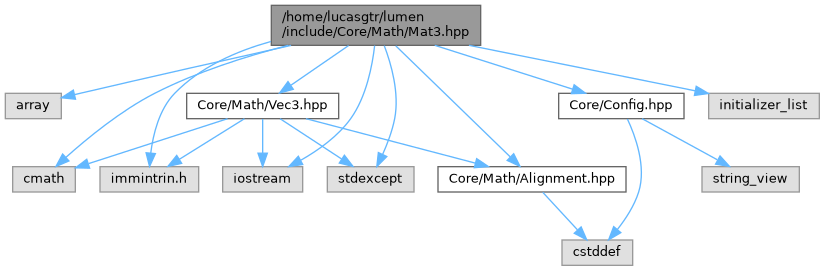 /home/lucasgtr/lumen
/include/Core/Math/Mat3.hpp
array
Core/Math/Vec3.hpp
Core/Config.hpp
initializer_list
cmath
immintrin.h
iostream
stdexcept
Core/Math/Alignment.hpp
string_view
cstddef